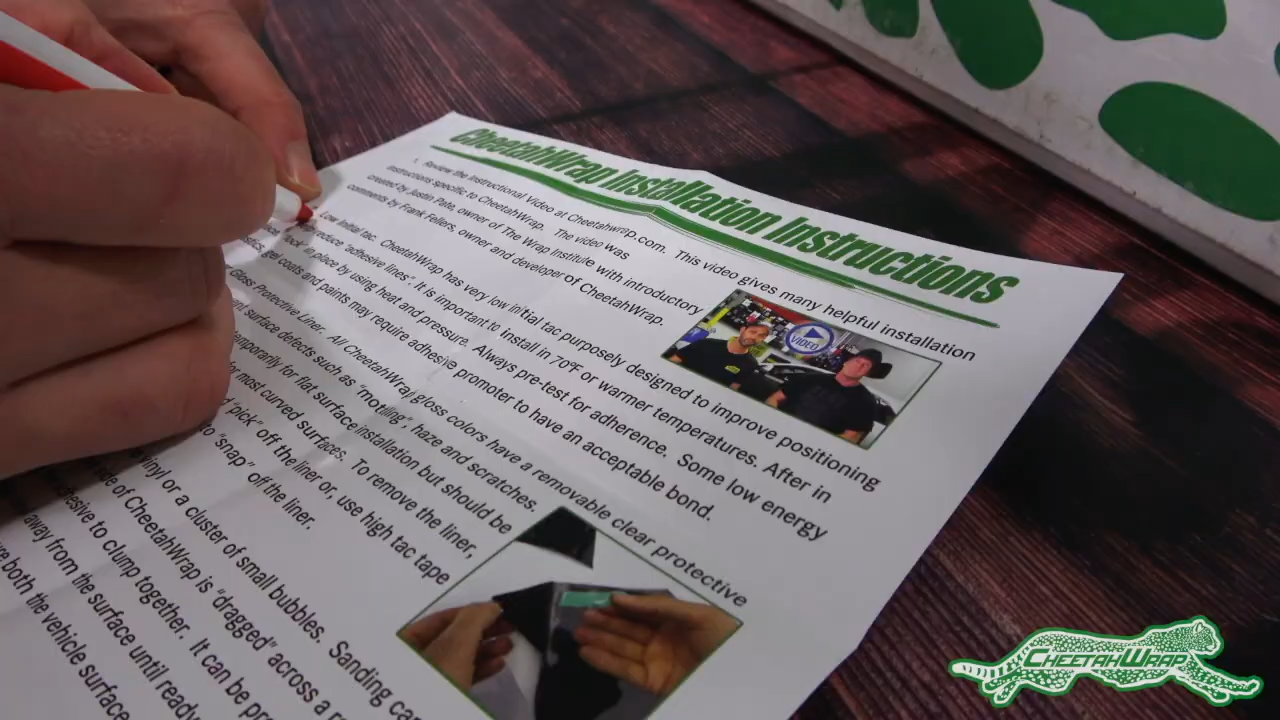 CheetahWrap Installation Instructions
1. Review the Instructional Video at Cheetahwrap.com. This video gives many helpful installation
instructions specific to CheetahWrap. The video was
created by Justin Pate, owner of The Wrap Institute with introductory
comments by Frank Fellers, owner and developer of CheetahWrap.
VIDEO
Low Initial tac. CheetahWrap has very low initial tac purposely designed to improve positioning
produce "adhesive lines". It is important to Install in 70°F or warmer temperatures. After in
"lock" in place by using heat and pressure. Always pre-test for adherence. Some low energy
gel coats and paints may require adhesive promoter to have an acceptable bond.
Gloss Protective Liner. All CheetahWrap gloss colors have a removable clear protective
surface defects such as "mottling", haze and scratches.
temporarily for flat surface installation but should be
most curved surfaces. To remove the liner,
"pick" off the liner or, use high tac tape
to "snap" off the liner.
vinyl or a cluster of small bubbles. Sanding
side of CheetahWrap is "dragged" across a
to clump together. It can be
away from the surface until
both the vehicle surface
CHEETAHWRAP